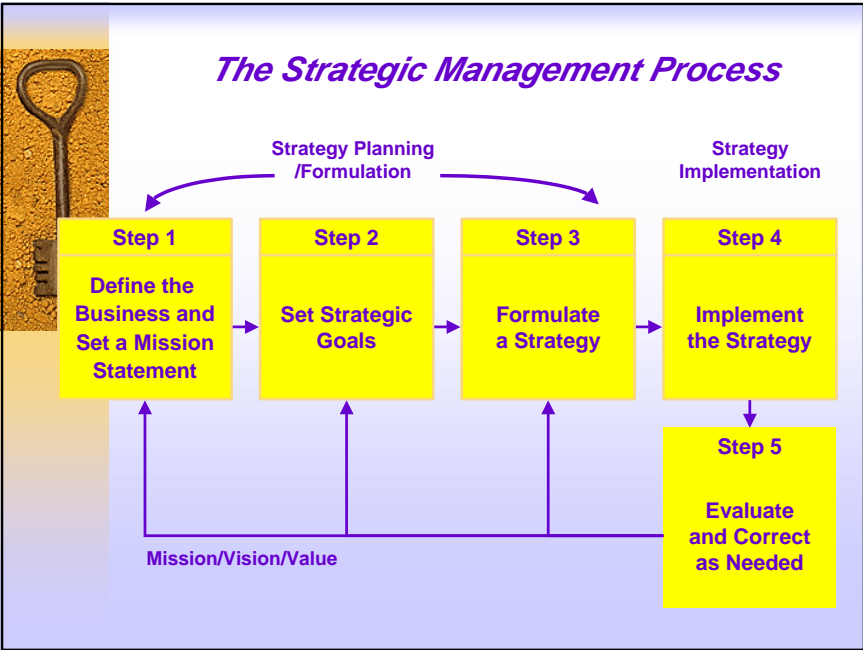 The Strategic Management Process
Strategy Planning
/Formulation
Strategy
Implementation
Step 1
Define the
Business and
Set a Mission
Statement
Step 2
Set Strategic
Goals
Step 3
Formulate
a Strategy
Step 4
Implement
the Strategy
Step 5
Evaluate
and Correct
as Needed
Mission/Vision/Value